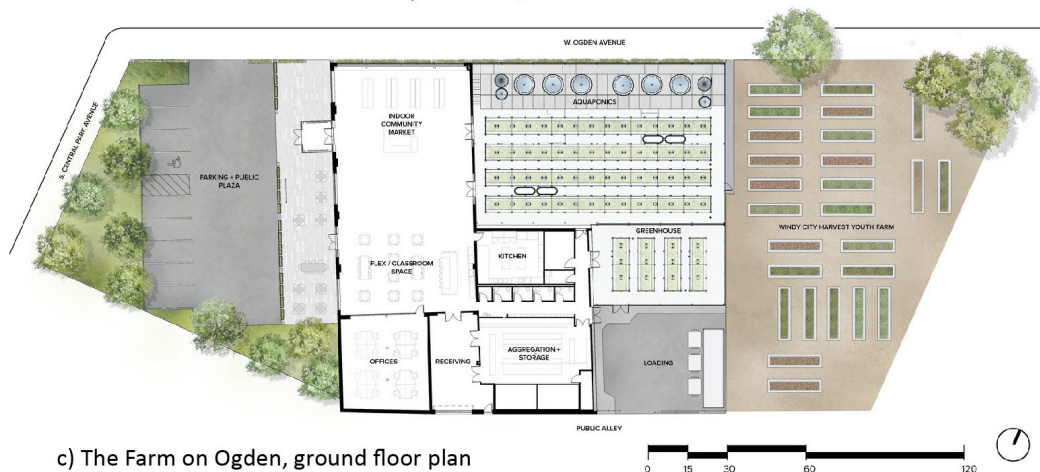 W. OGDEN AVENUE
S. CENTRAL PARK AVENUE
AQUAPONICS
INDOOR
COMMUNITY
MARKET
PARKING + PUBLIC
PLAZA
WINDY CITY HARVEST YOUTH FARM
GREENHOUSE
KITCHEN
FLEX / CLASSROOM
SPACE
OFFICES
RECEIVING
AGGREGATION +
STORAGE
LOADING
PUBLIC ALLEY
c) The Farm on Ogden, ground floor plan
0 15 30 60 120